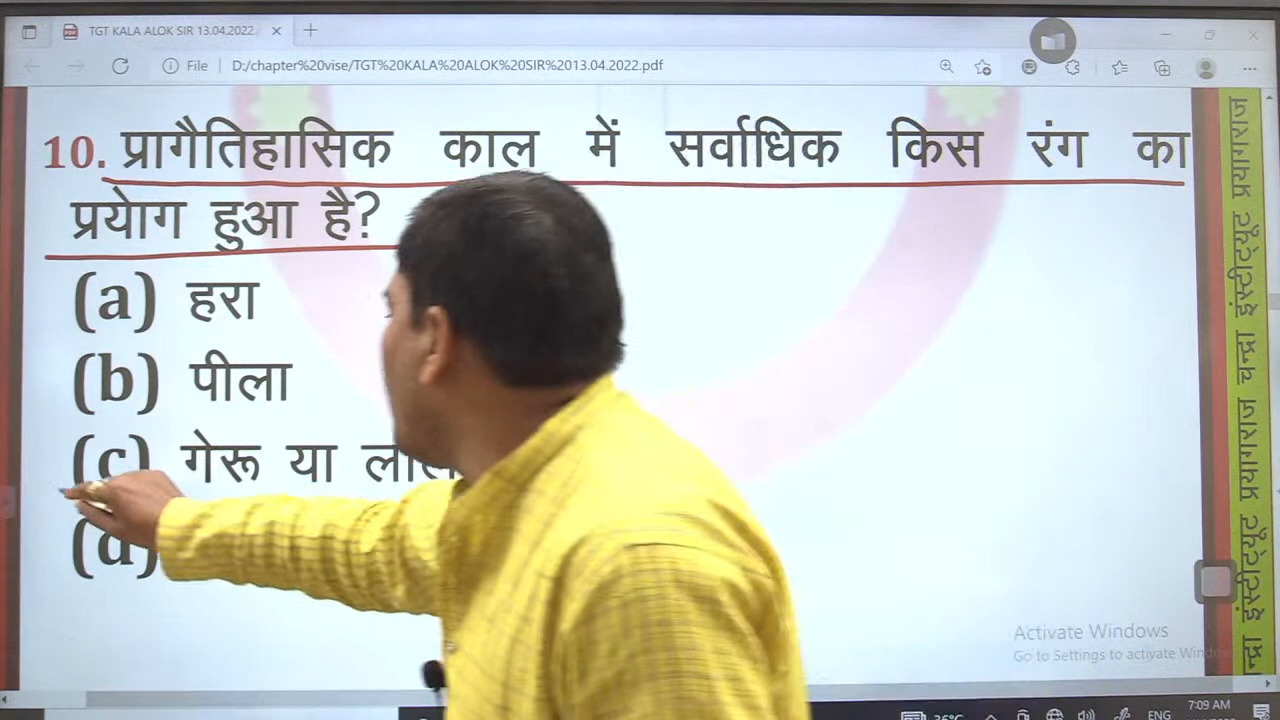 TGT KALA ALOK SIR 13.04.2022.
File
D:/chapter%20vise/TGT%20KALA%20ALOK%20SIR%2013.04.2022.pdf
10. प्रागैतिहासिक काल में सर्वाधिक किस रंग का
प्रयोग हुआ है?
(a) हरा
(b) पीला
(c) गेरू या लाल
(d)
Activate Windows
Go to Settings to activate Windows
7:09 AM
36°C
ENG
इंस्टीट्यूट प्रयागराज चन्द्रा इंस्टीट्यूट प्रयागराज